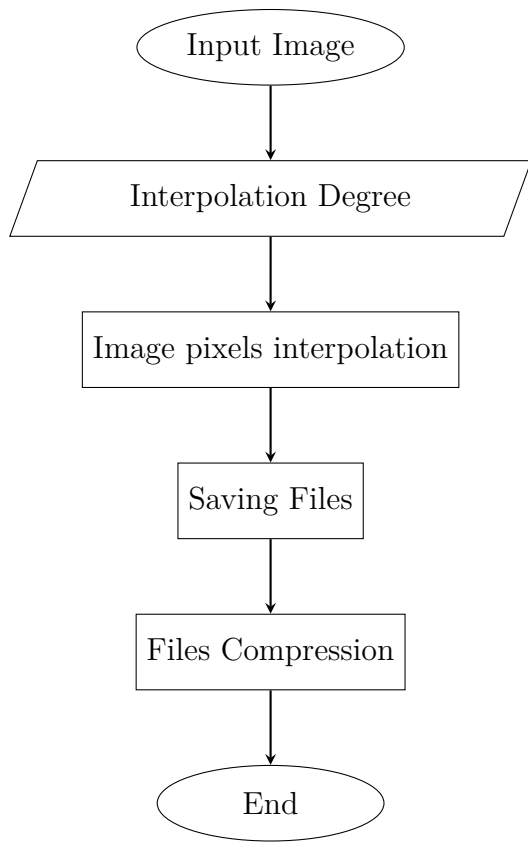 Input Image
Interpolation Degree
Image pixels interpolation
Saving Files
Files Compression
End